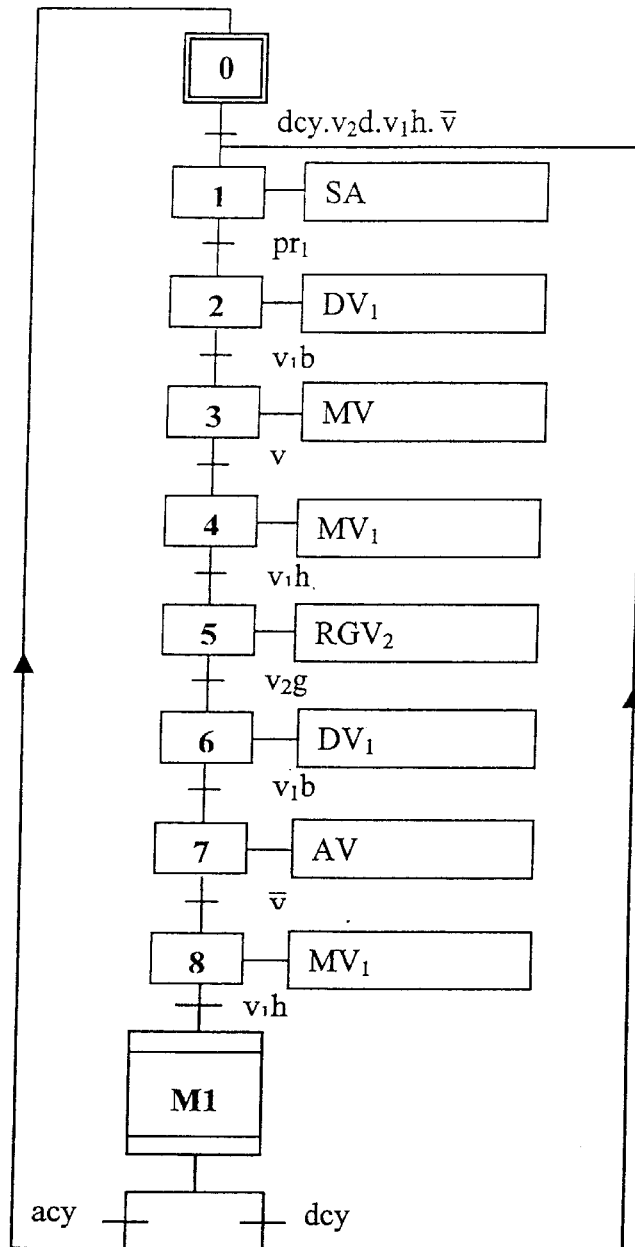 0
dcy.v₂d.v₁h. v̅
1 SA
pr₁
2 DV₁
v₁b
3 MV
v
4 MV₁
v₁h
5 RGV₂
v₂g
6 DV₁
v₁b
7 AV
v̅
8 MV₁
v₁h
M1
acy dcy